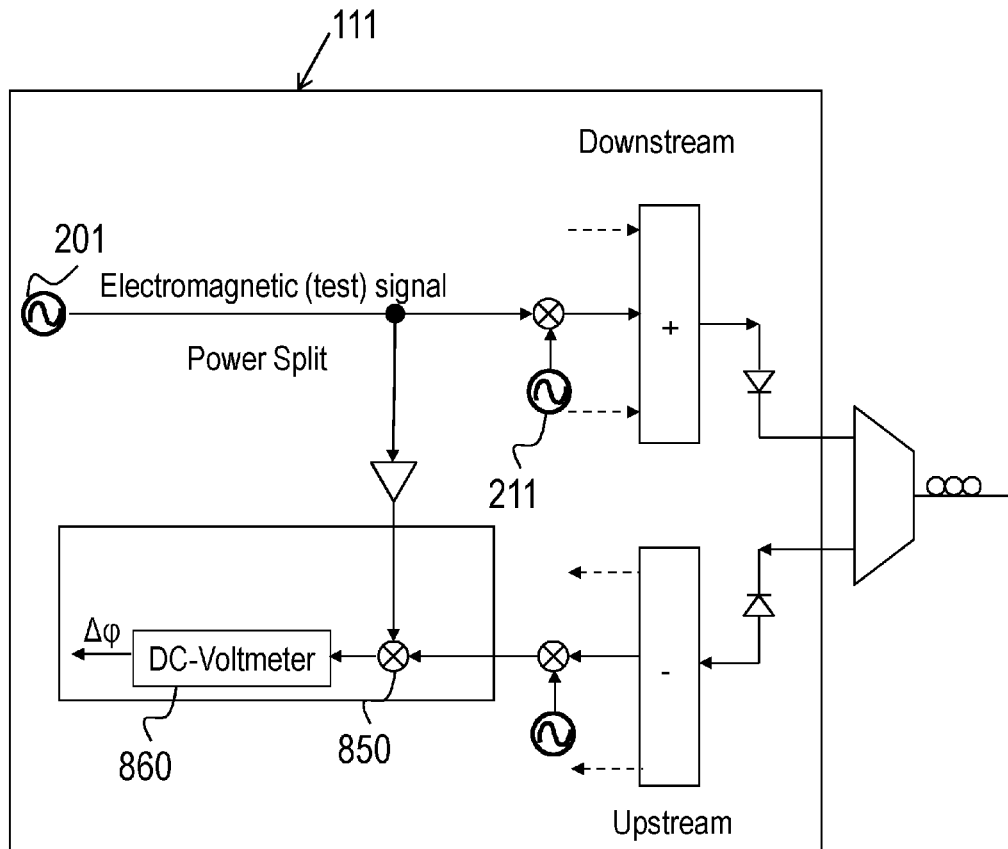 111
Downstream
201
Electromagnetic (test) signal
+
Power Split
211
Δφ
DC-Voltmeter
-
860
850
Upstream